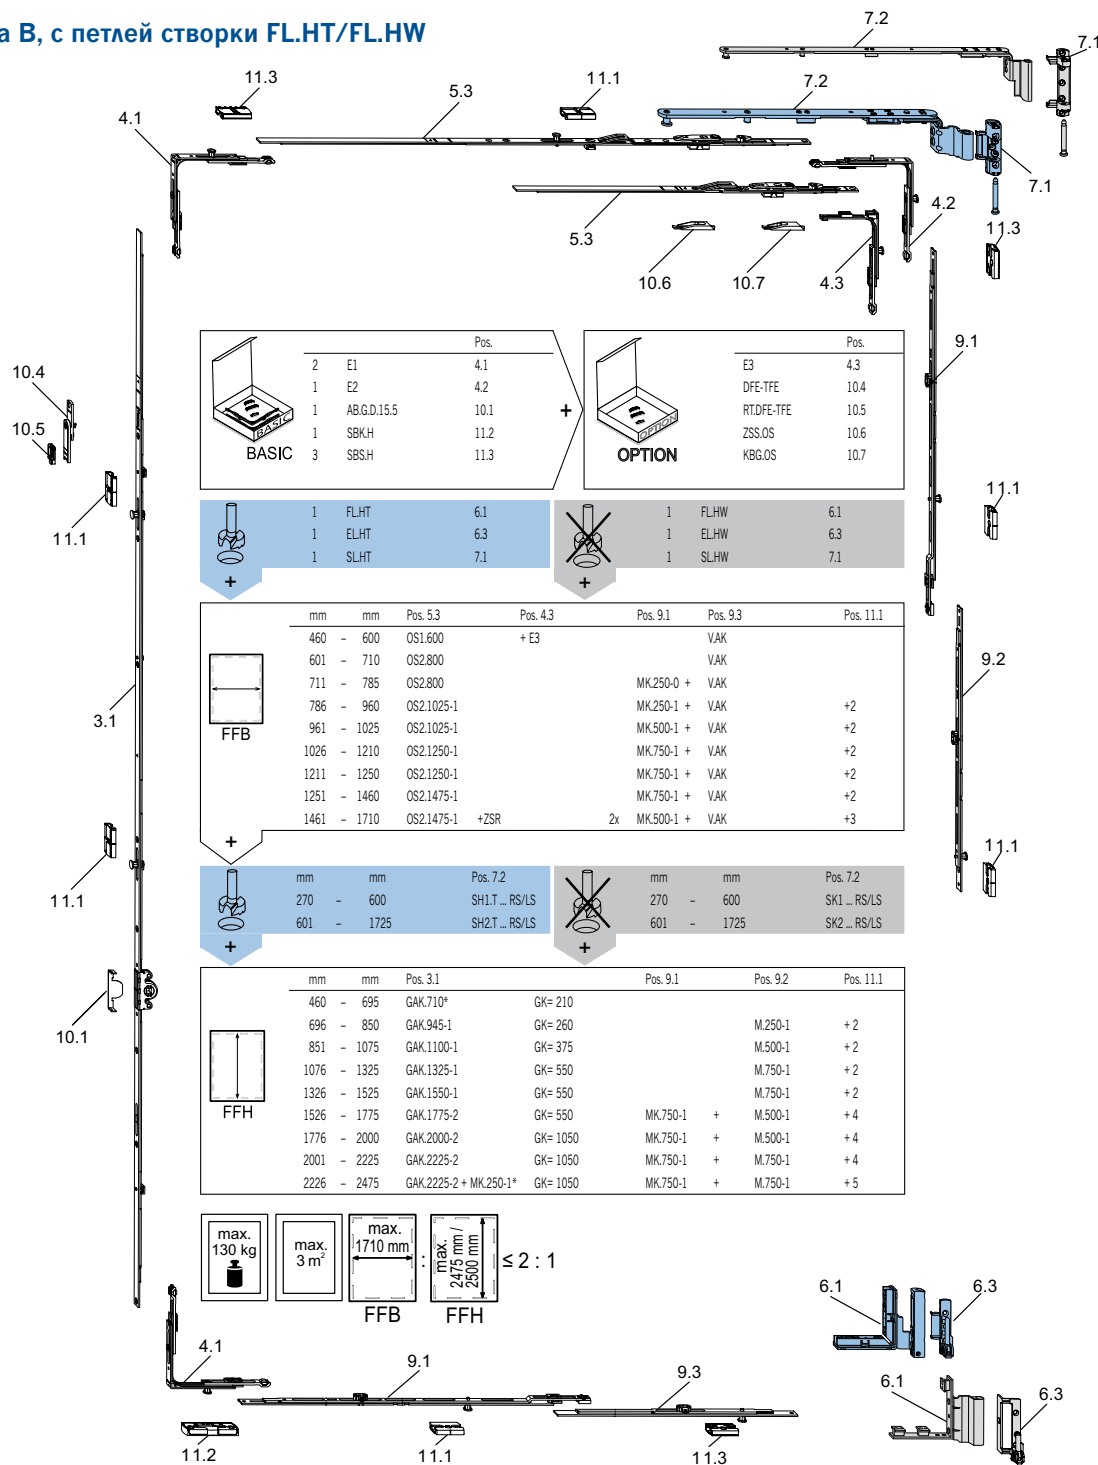 а В, с петлей створки FL.HT/FL.HW
7.2
7.1
11.3
11.1
7.2
5.3
4.1
7.1
4.2
5.3
11.3
10.6
10.7
4.3
9.1
10.4
10.5
11.1
11.1
Pos.
2 E1 4.1
1 E2 4.2
1 AB.G.D.15.5 10.1
1 SBK.H 11.2
3 SBS.H 11.3
BASIC
BASIC
+
Pos.
E3 4.3
DFE-TFE 10.4
RT.DFE-TFE 10.5
ZSS.OS 10.6
KBG.OS 10.7
OPTION
OPTION
1 FL.HT 6.1
1 EL.HT 6.3
1 SL.HT 7.1
+
1 FL.HW 6.1
1 EL.HW 6.3
1 SL.HW 7.1
+
mm mm Pos. 5.3 Pos. 4.3 Pos. 9.1 Pos. 9.3 Pos. 11.1
460 – 600 OS1.600 + E3 V.AK
601 – 710 OS2.800 V.AK
711 – 785 OS2.800 MK.250-0 + V.AK
786 – 960 OS2.1025-1 MK.250-1 + V.AK +2
961 – 1025 OS2.1025-1 MK.500-1 + V.AK +2
1026 – 1210 OS2.1250-1 MK.750-1 + V.AK +2
1211 – 1250 OS2.1250-1 MK.750-1 + V.AK +2
1251 – 1460 OS2.1475-1 MK.750-1 + V.AK +2
1461 – 1710 OS2.1475-1 +ZSR 2x MK.500-1 + V.AK +3
FFB
+
3.1
9.2
11.1
11.1
mm mm Pos. 7.2
270 – 600 SH1.T ... RS/LS
601 – 1725 SH2.T ... RS/LS
+
mm mm Pos. 7.2
270 – 600 SK1 ... RS/LS
601 – 1725 SK2 ... RS/LS
+
10.1
mm mm Pos. 3.1 Pos. 9.1 Pos. 9.2 Pos. 11.1
460 – 695 GAK.710* GK= 210
696 – 850 GAK.945-1 GK= 260 M.250-1 + 2
851 – 1075 GAK.1100-1 GK= 375 M.500-1 + 2
1076 – 1325 GAK.1325-1 GK= 550 M.750-1 + 2
1326 – 1525 GAK.1550-1 GK= 550 M.750-1 + 2
1526 – 1775 GAK.1775-2 GK= 550 MK.750-1 + M.500-1 + 4
1776 – 2000 GAK.2000-2 GK= 1050 MK.750-1 + M.500-1 + 4
2001 – 2225 GAK.2225-2 GK= 1050 MK.750-1 + M.750-1 + 4
2226 – 2475 GAK.2225-2 + MK.250-1* GK= 1050 MK.750-1 + M.750-1 + 5
FFH
max.
130 kg
max.
3 m²
max.
1710 mm
FFB
:
max.
2475 mm /
2500 mm
FFH
≤ 2 : 1
6.1
6.3
4.1
9.1
9.3
6.1
6.3
11.2
11.1
11.3